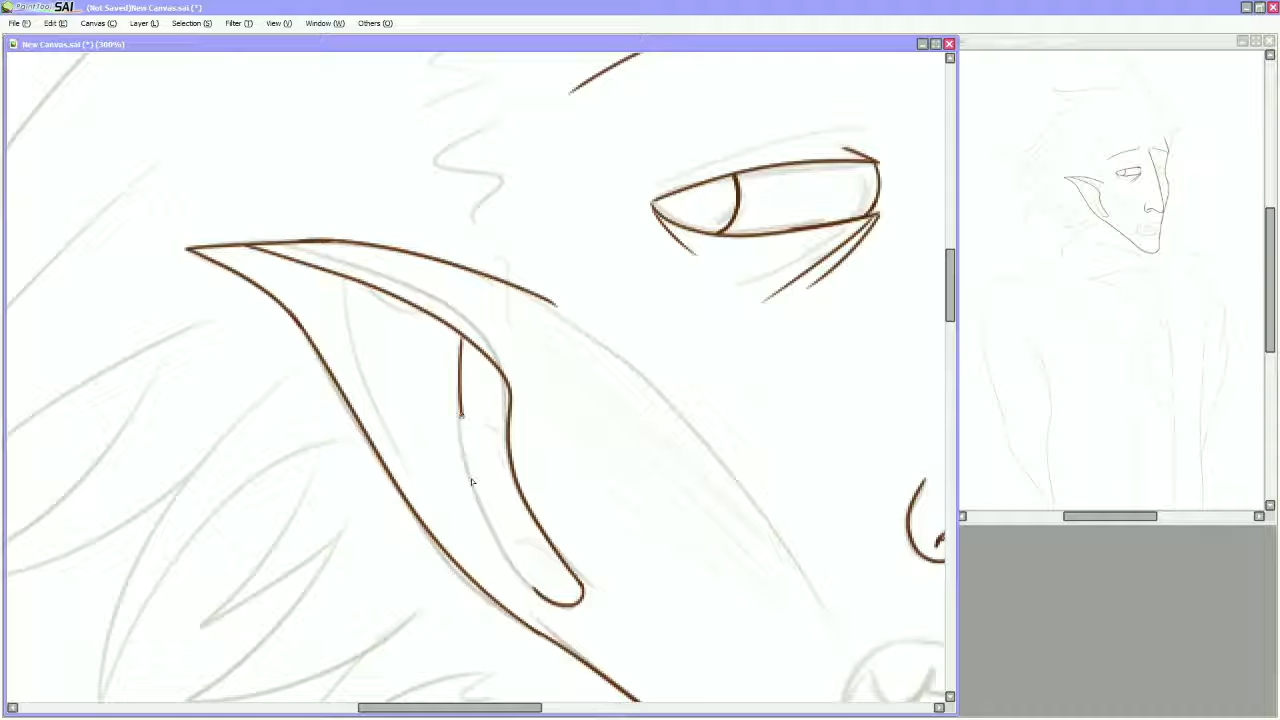 PaintTool SAI (Not Saved)New Canvas.sai (*)
File (F) Edit (E) Canvas (C) Layer (L) Selection (S) Filter (T) View (V) Window (W) Others (O)
New Canvas.sai (*) (300%)